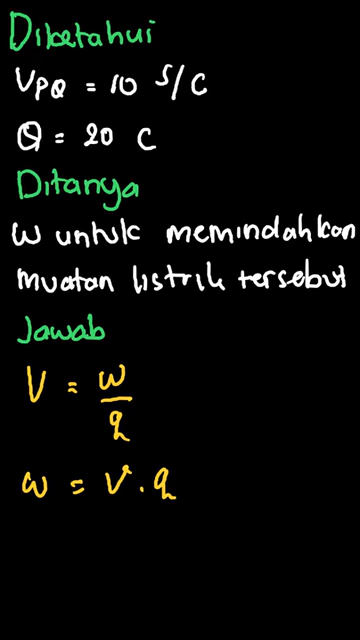 Diketahui
VPQ = 10 J/C
Q = 20 C
Ditanya
W untuk memindahkan
muatan listrik tersebut
Jawab
V = W/q
W = V . q